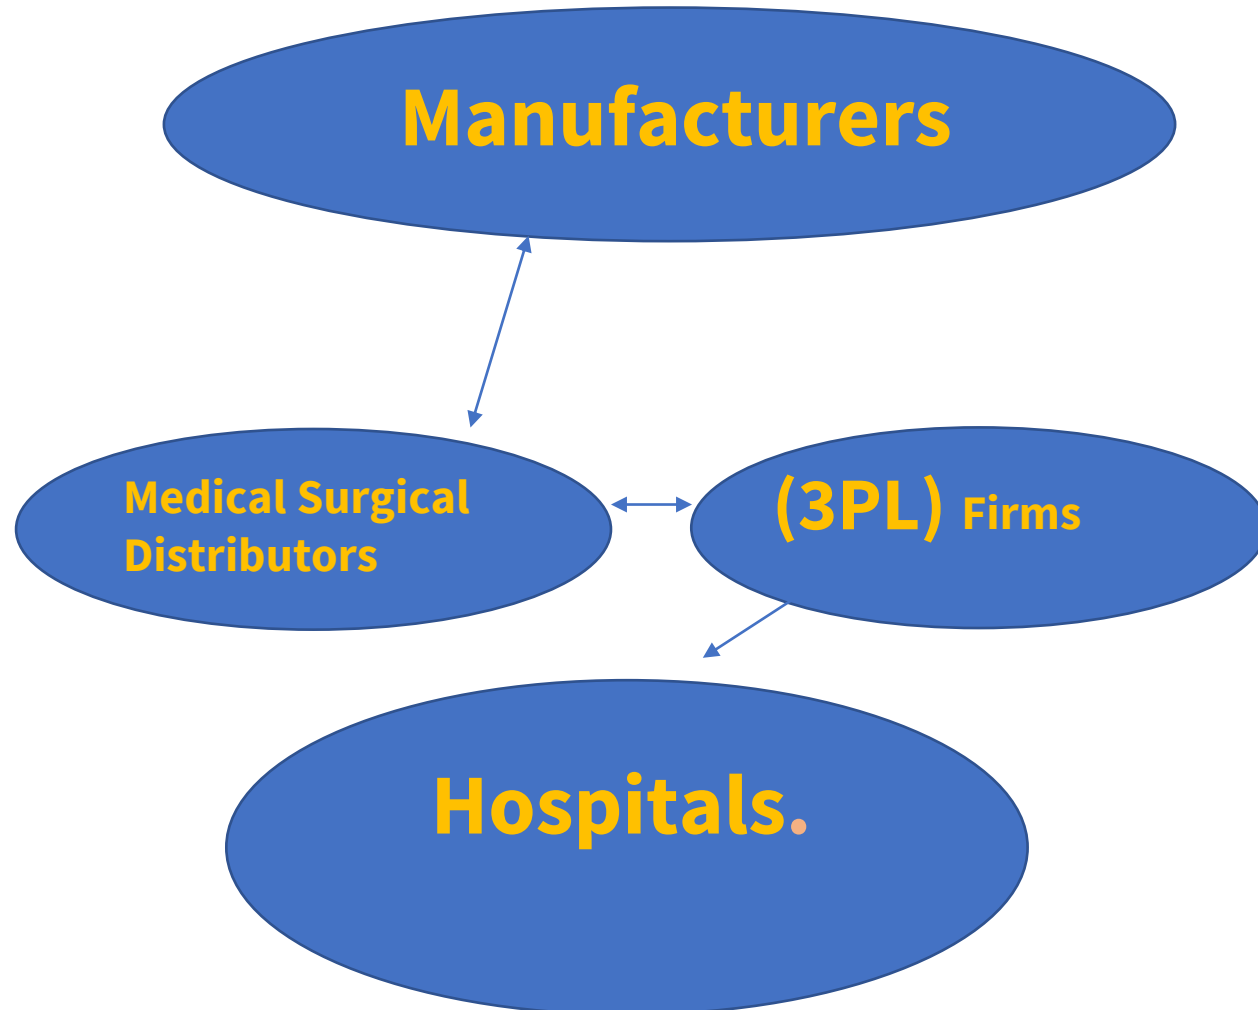 Manufacturers
Medical Surgical
Distributors
(3PL) Firms
Hospitals.